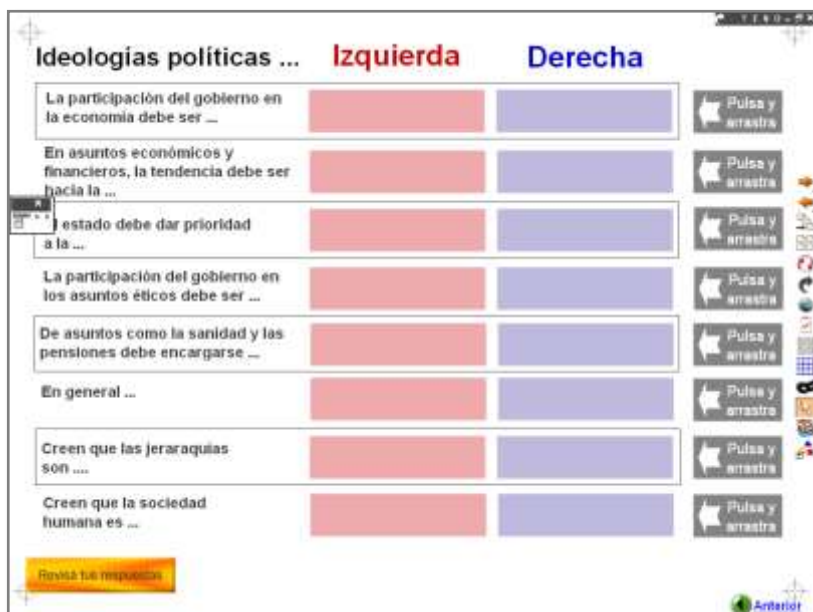 Ideologías políticas ...
Izquierda
Derecha
La participación del gobierno en
la economía debe ser ...
Pulsa y
arrastra
En asuntos económicos y
financieros, la tendencia debe ser
hacia la ...
Pulsa y
arrastra
estado debe dar prioridad
a la ...
Pulsa y
arrastra
La participación del gobierno en
los asuntos éticos debe ser ...
Pulsa y
arrastra
De asuntos como la sanidad y las
pensiones debe encargarse ...
Pulsa y
arrastra
En general ...
Pulsa y
arrastra
Creen que las jeraraquías
son ....
Pulsa y
arrastra
Creen que la sociedad
humana es ...
Pulsa y
arrastra
Revisa tus respuestas
Anterior